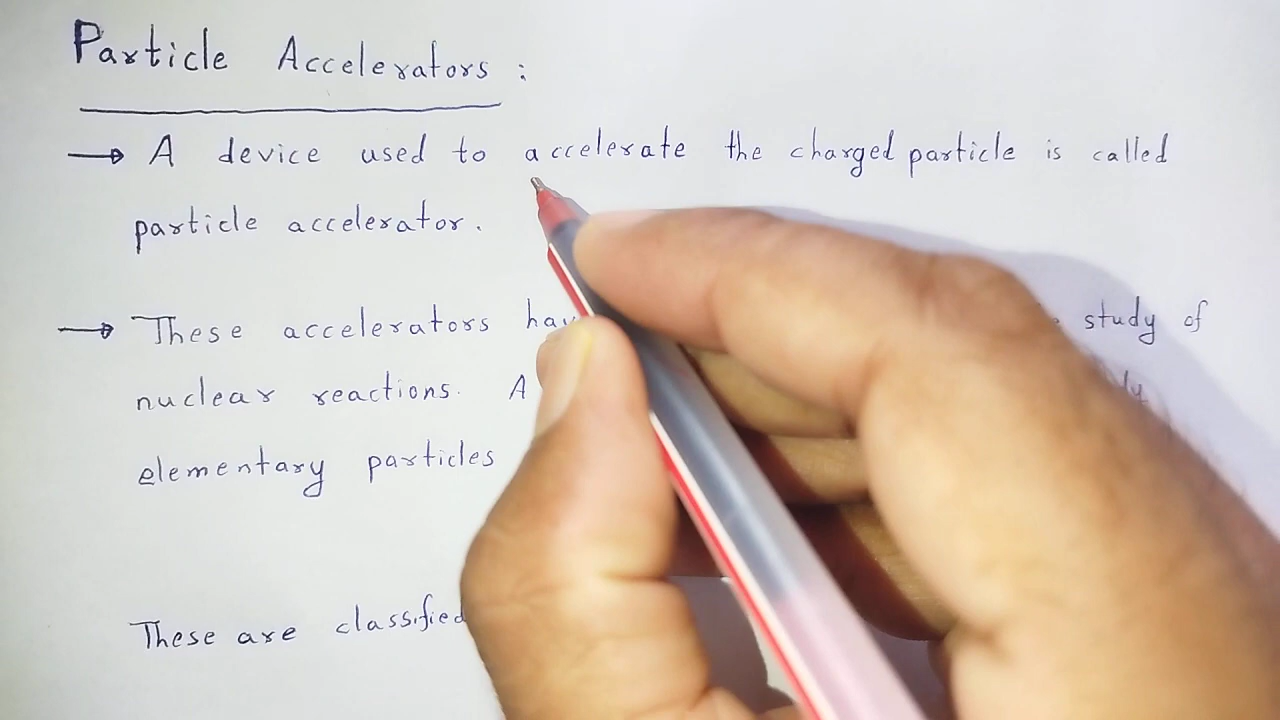 Particle Accelerators :
→ A device used to accelerate the charged particle is called
particle accelerator.
→ These accelerators study of
nuclear reactions. A
elementary particles
These are classified